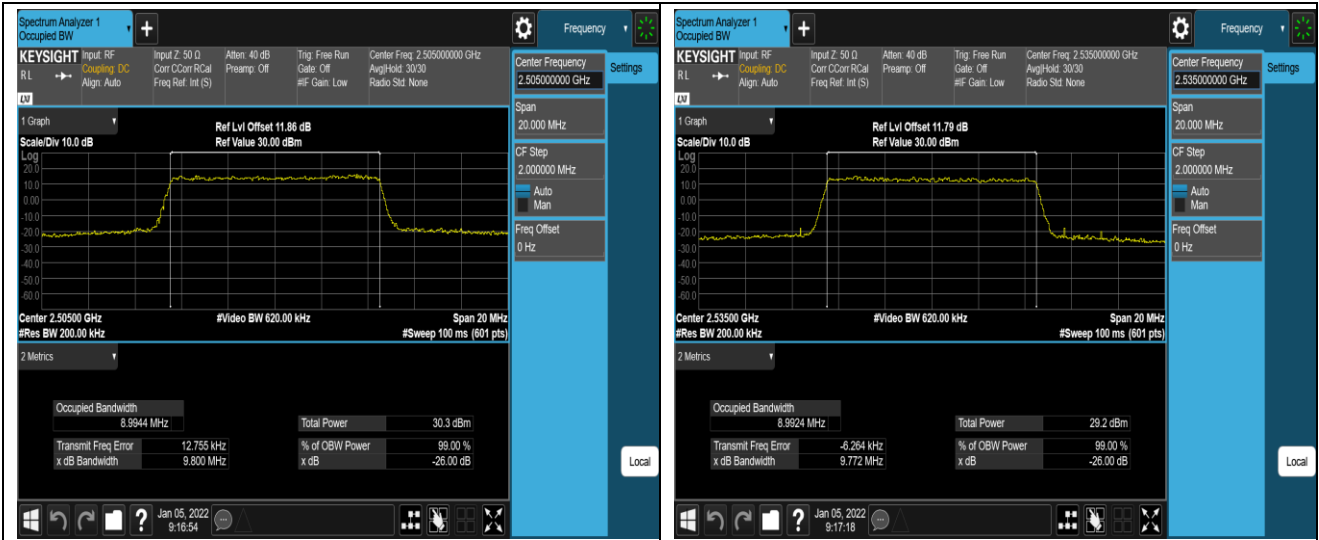 Spectrum Analyzer 1
Occupied BW
Frequency
KEYSIGHT Input: RF Input Z: 50 Ω Atten: 40 dB Trig: Free Run Center Freq: 2.505000000 GHz
RL Coupling: DC Corr CCorr RCal Preamp: Off Gate: Off Avg|Hold: 30/30
Align: Auto Freq Ref: Int (S) #IF Gain: Low Radio Std: None
LXI
Center Frequency
2.505000000 GHz
Settings
Span
20.000 MHz
CF Step
2.000000 MHz
Auto
Man
Freq Offset
0 Hz
1 Graph
Ref Lvl Offset 11.86 dB
Scale/Div 10.0 dB Ref Value 30.00 dBm
Log
20.0
10.0
0.00
-10.0
-20.0
-30.0
-40.0
-50.0
-60.0
Center 2.50500 GHz #Video BW 620.00 kHz Span 20 MHz
#Res BW 200.00 kHz #Sweep 100 ms (601 pts)
2 Metrics
Occupied Bandwidth
8.9944 MHz Total Power 30.3 dBm
Transmit Freq Error 12.755 kHz % of OBW Power 99.00 %
x dB Bandwidth 9.800 MHz x dB -26.00 dB
Local
? Jan 05, 2022
9:16:54
Spectrum Analyzer 1
Occupied BW
Frequency
KEYSIGHT Input: RF Input Z: 50 Ω Atten: 40 dB Trig: Free Run Center Freq: 2.535000000 GHz
RL Coupling: DC Corr CCorr RCal Preamp: Off Gate: Off Avg|Hold: 30/30
Align: Auto Freq Ref: Int (S) #IF Gain: Low Radio Std: None
LXI
Center Frequency
2.535000000 GHz
Settings
Span
20.000 MHz
CF Step
2.000000 MHz
Auto
Man
Freq Offset
0 Hz
1 Graph
Ref Lvl Offset 11.79 dB
Scale/Div 10.0 dB Ref Value 30.00 dBm
Log
20.0
10.0
0.00
-10.0
-20.0
-30.0
-40.0
-50.0
-60.0
Center 2.53500 GHz #Video BW 620.00 kHz Span 20 MHz
#Res BW 200.00 kHz #Sweep 100 ms (601 pts)
2 Metrics
Occupied Bandwidth
8.9924 MHz Total Power 29.2 dBm
Transmit Freq Error -6.264 kHz % of OBW Power 99.00 %
x dB Bandwidth 9.772 MHz x dB -26.00 dB
Local
? Jan 05, 2022
9:17:18